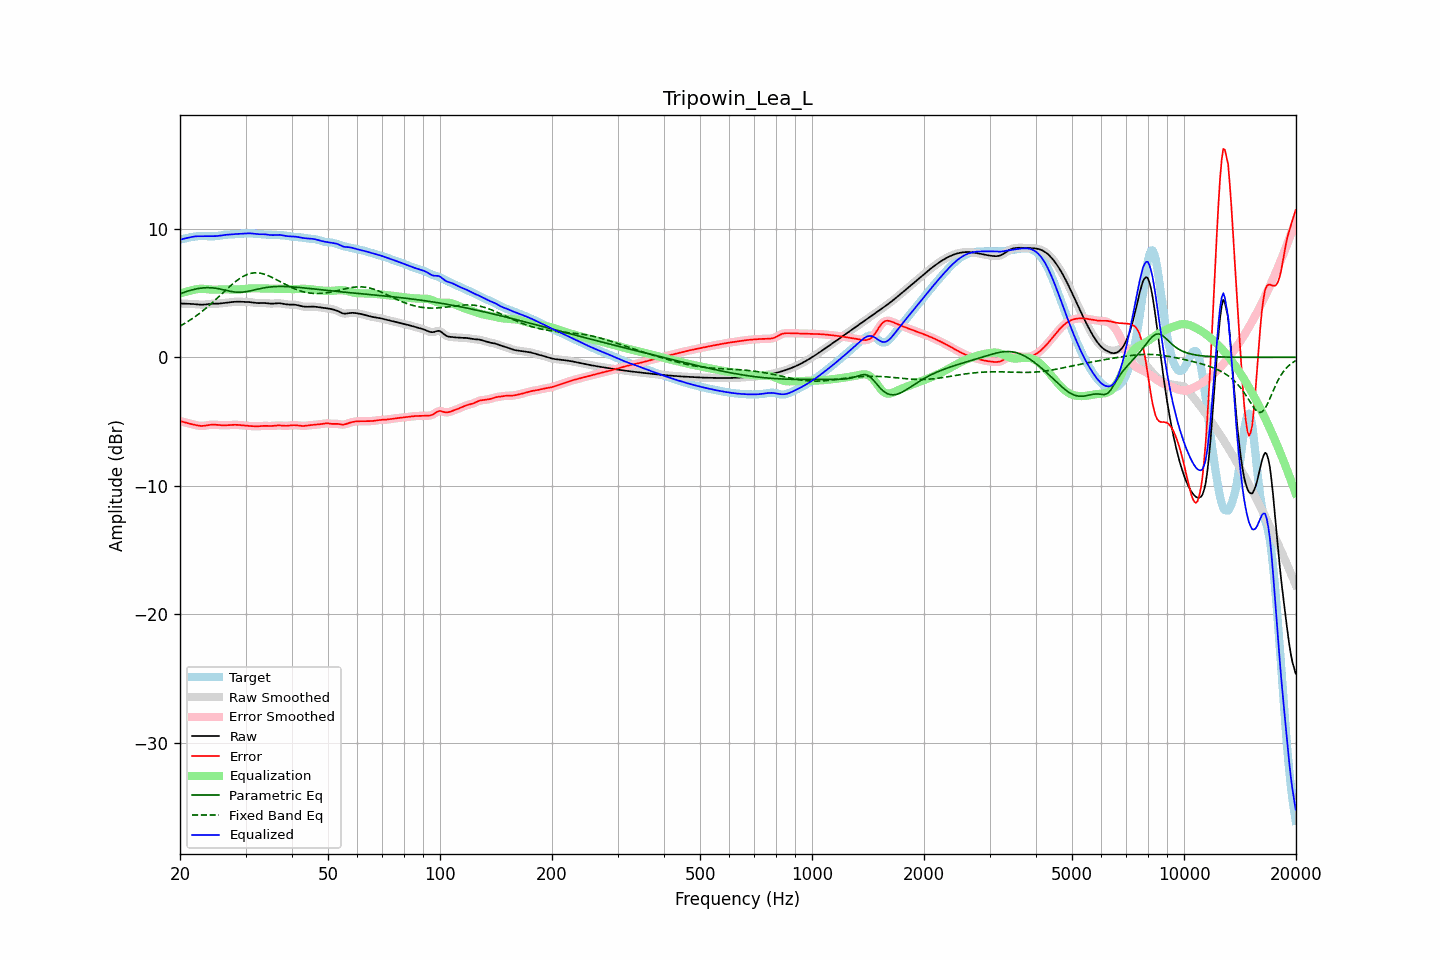 Tripowin_Lea_L
Amplitude (dBr)
10
0
−10
−20
−30
Target
Raw Smoothed
Error Smoothed
Raw
Error
Equalization
Parametric Eq
Fixed Band Eq
Equalized
20 50 100 200 500 1000 2000 5000 10000 20000
Frequency (Hz)